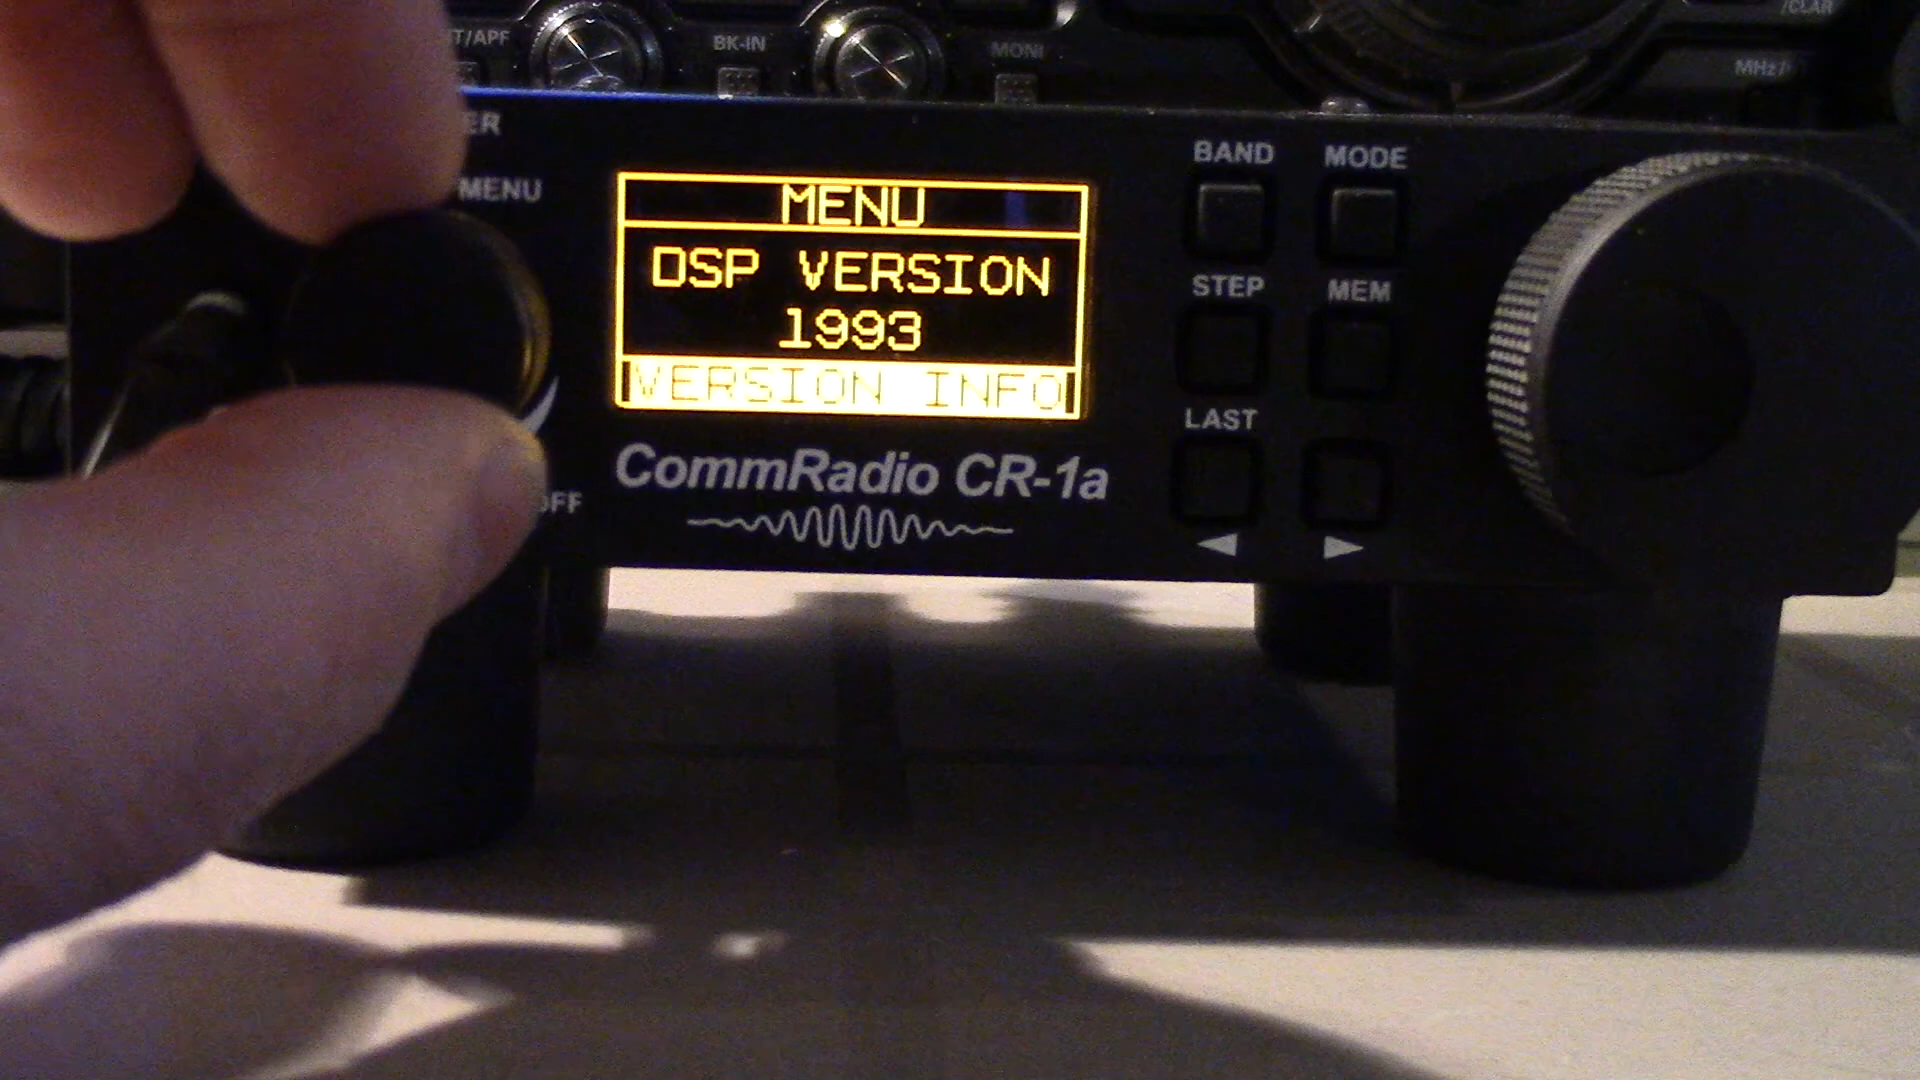 /CLAR
T/APF
BK-IN
MONI
MHz/
ER
MENU
MENU
DSP VERSION
1993
VERSION INFO
BAND
MODE
STEP
MEM
LAST
CommRadio CR-1a
OFF